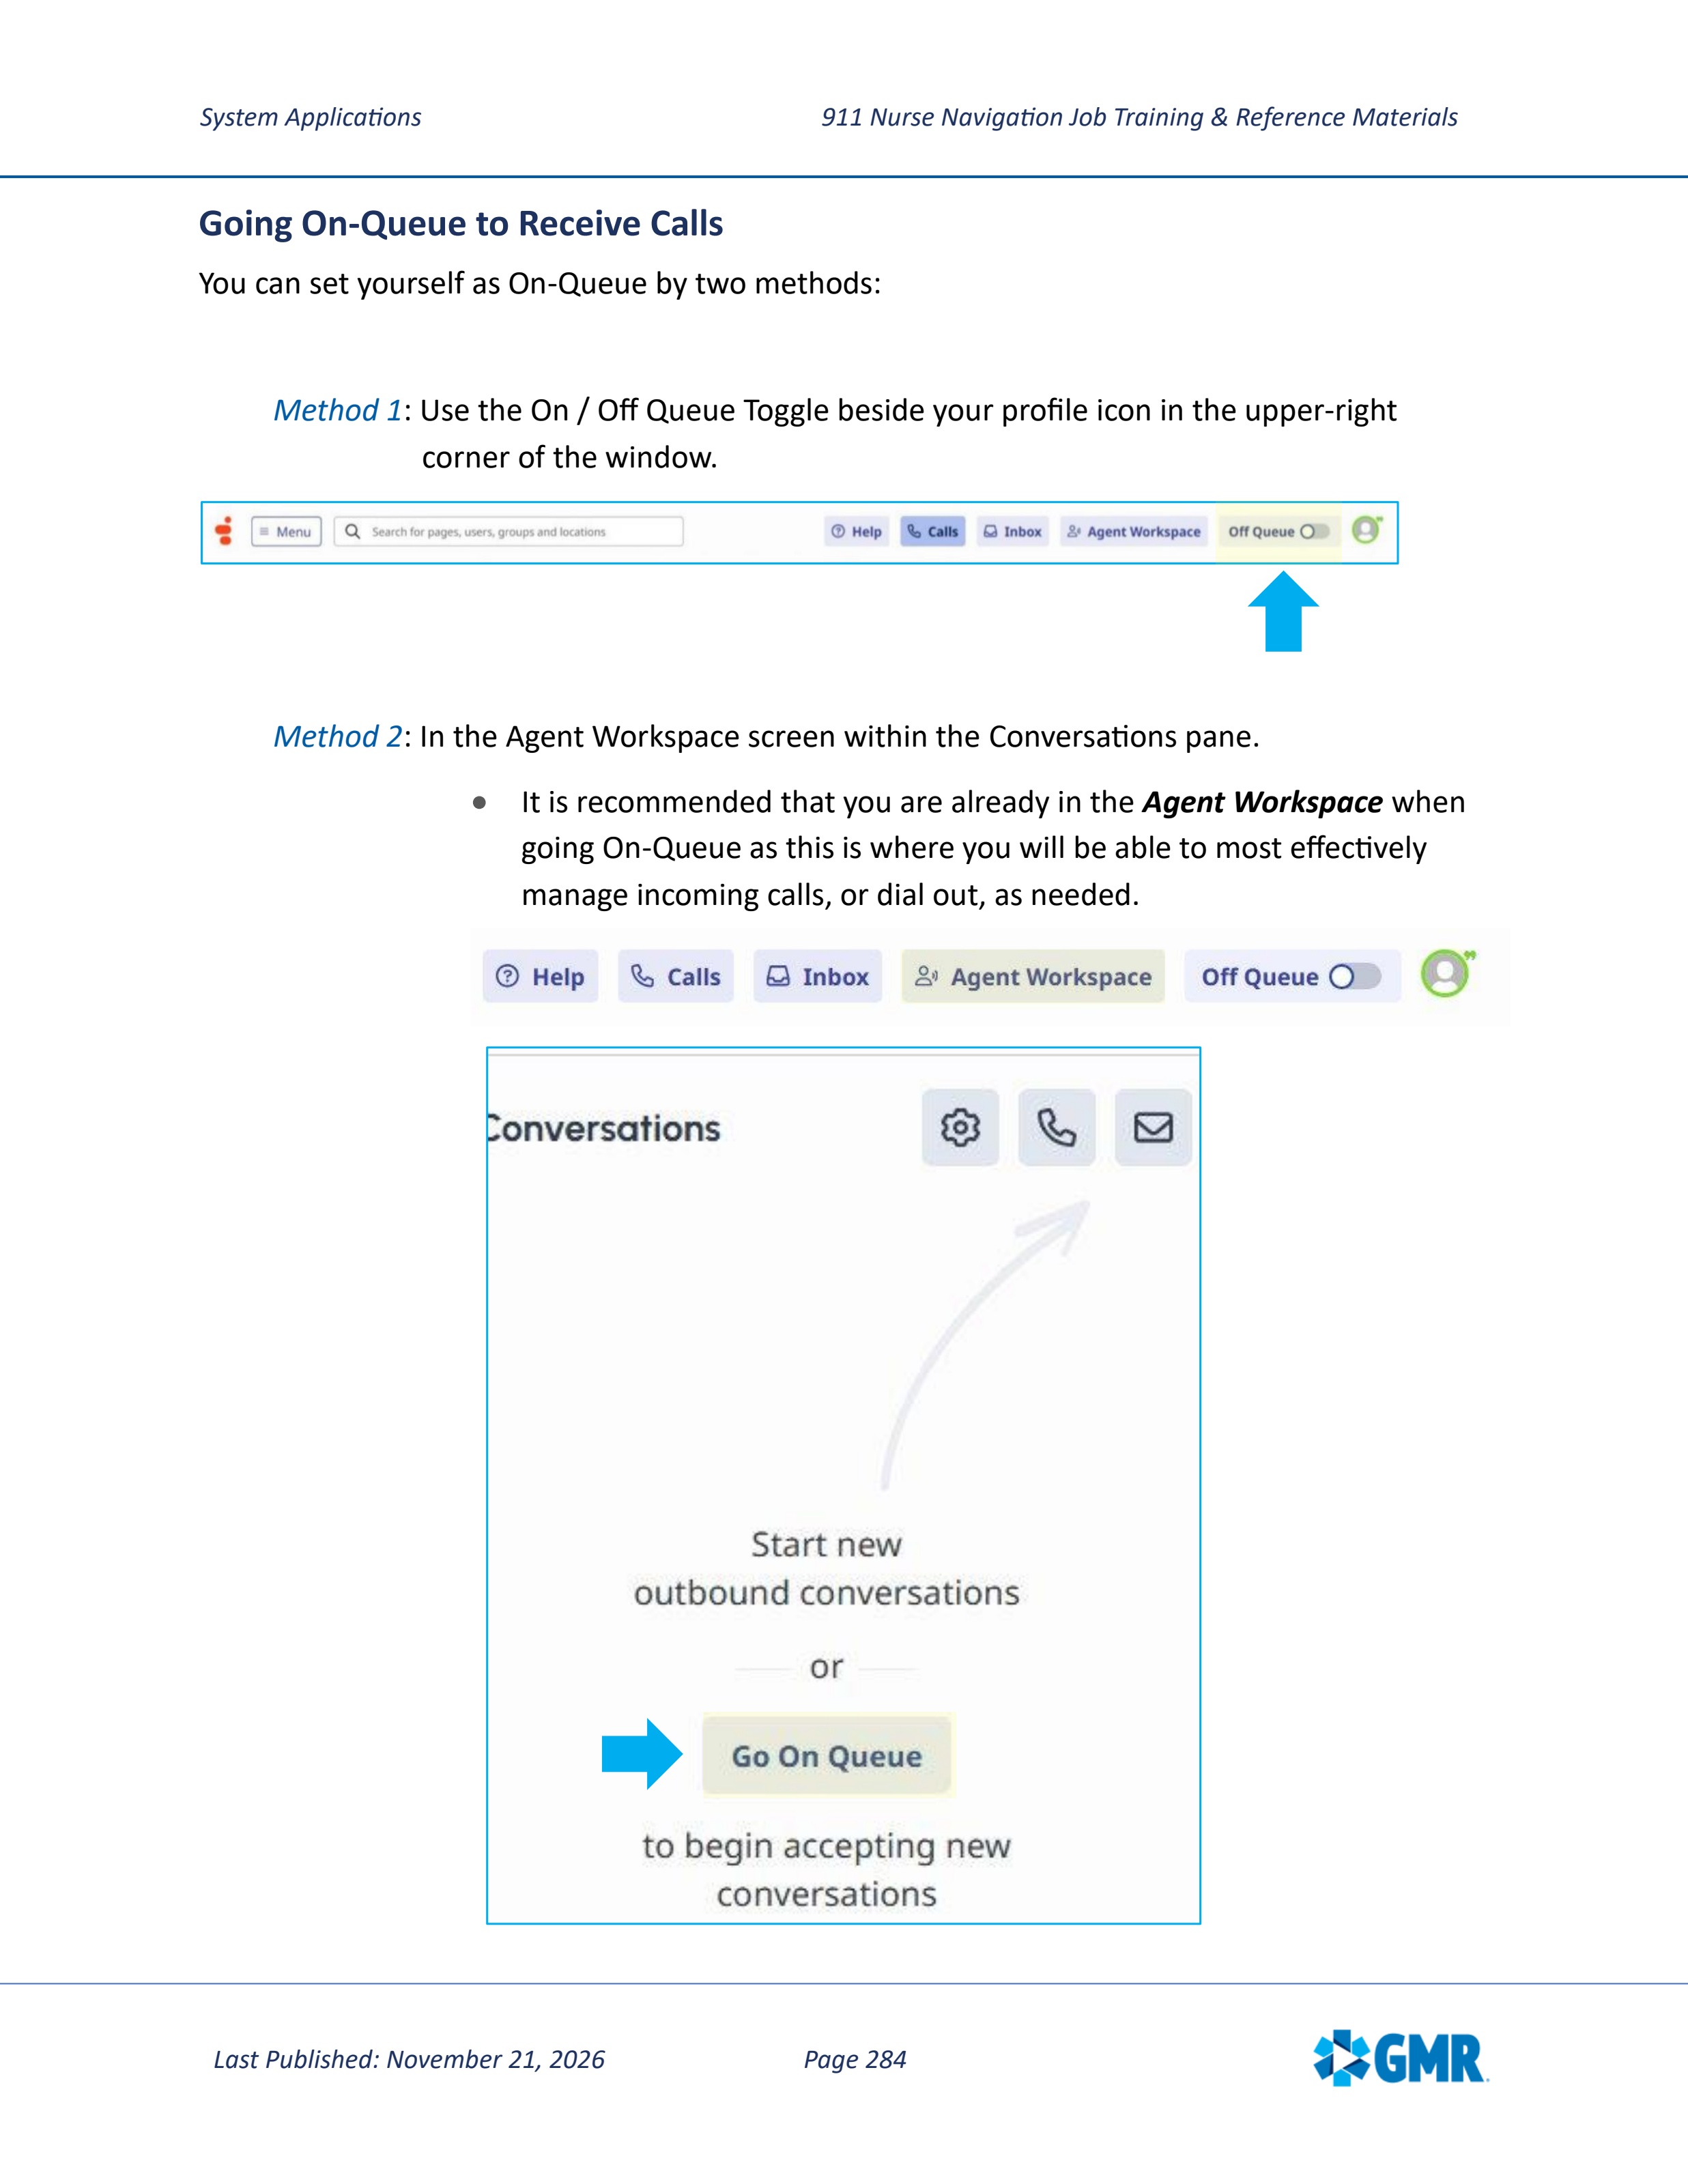 System Applications
911 Nurse Navigation Job Training & Reference Materials
Going On-Queue to Receive Calls
You can set yourself as On-Queue by two methods:
Method 1: Use the On / Off Queue Toggle beside your profile icon in the upper-right
corner of the window.
Menu
Search for pages, users, groups and locations
Help
Calls
Inbox
Agent Workspace
Off Queue
Method 2: In the Agent Workspace screen within the Conversations pane.
• It is recommended that you are already in the Agent Workspace when
going On-Queue as this is where you will be able to most effectively
manage incoming calls, or dial out, as needed.
Help
Calls
Inbox
Agent Workspace
Off Queue
Conversations
Start new
outbound conversations
or
Go On Queue
to begin accepting new
conversations
Last Published: November 21, 2026
Page 284
GMR